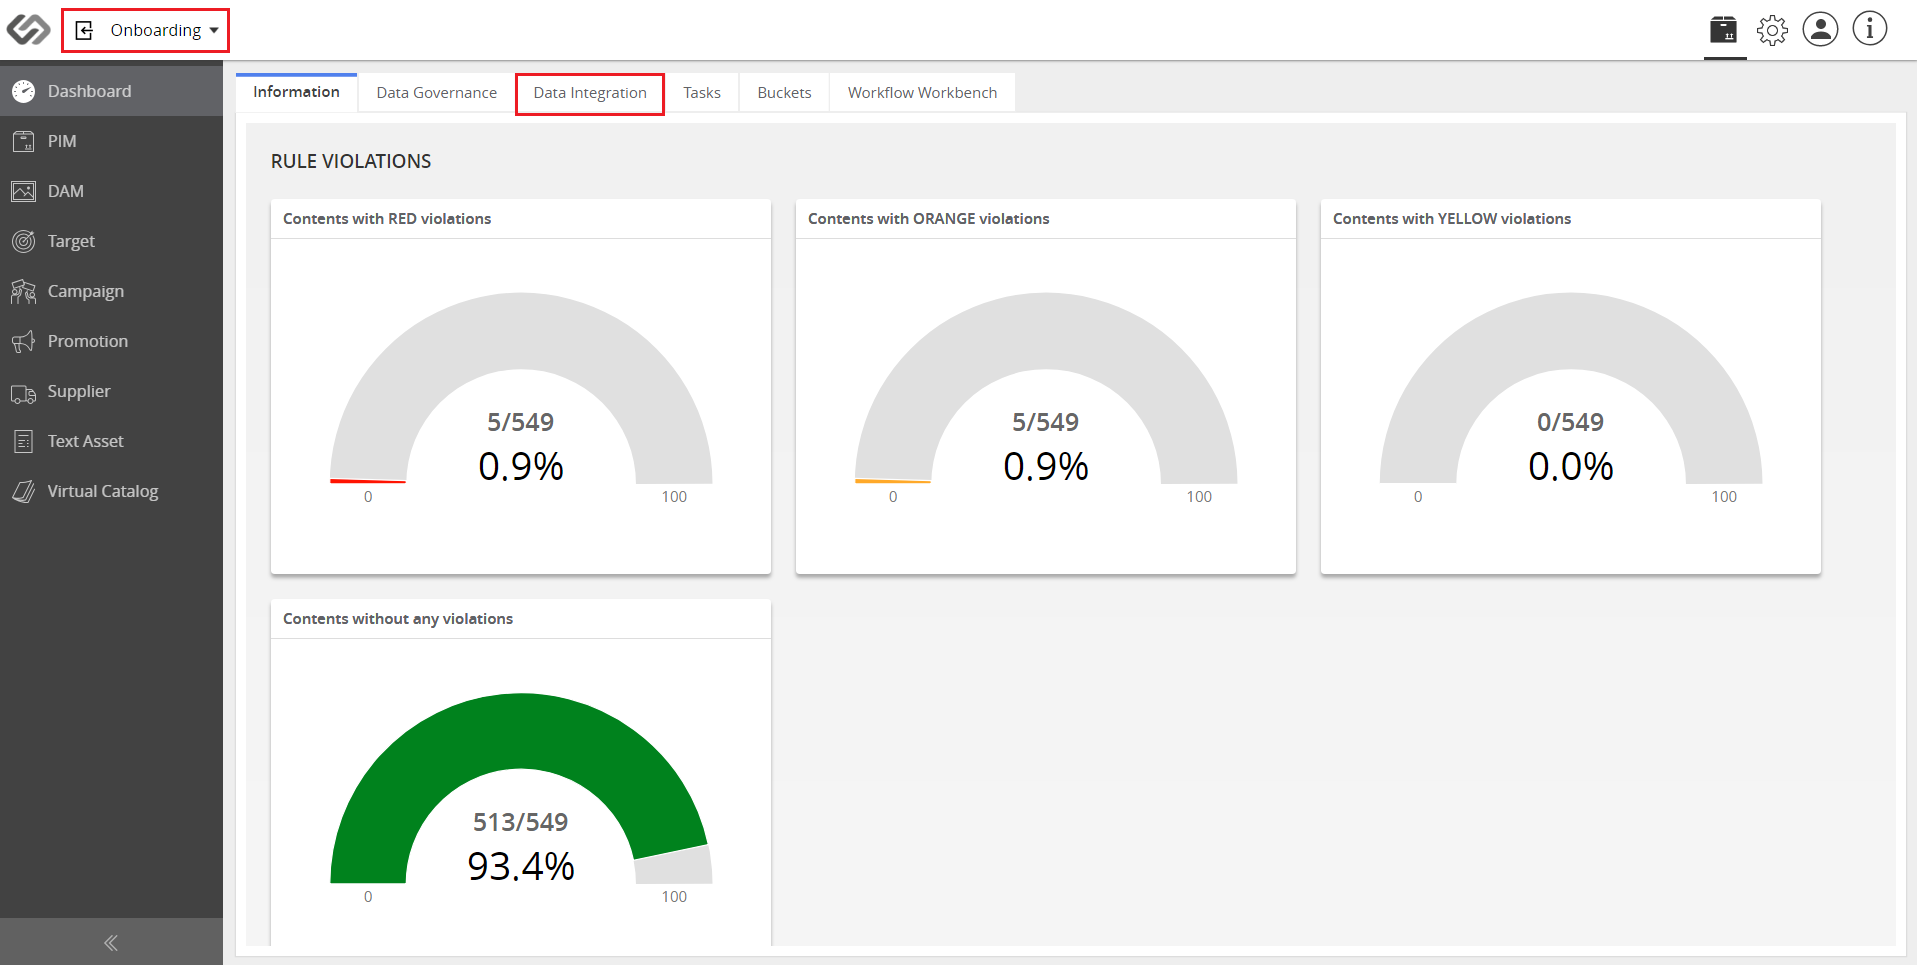 Onboarding
Dashboard
PIM
DAM
Target
Campaign
Promotion
Supplier
Text Asset
Virtual Catalog
Information Data Governance Data Integration Tasks Buckets Workflow Workbench
RULE VIOLATIONS
Contents with RED violations
5/549
0.9%
0 100
Contents with ORANGE violations
5/549
0.9%
0 100
Contents with YELLOW violations
0/549
0.0%
0 100
Contents without any violations
513/549
93.4%
0 100